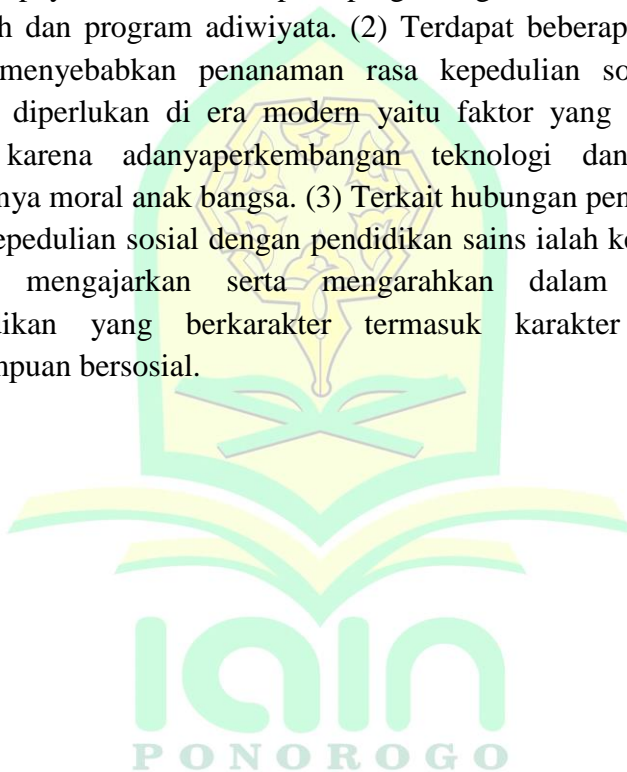 h dan program adiwiyata. (2) Terdapat beberap
menyebabkan penanaman rasa kepedulian so
diperlukan di era modern yaitu faktor yang
karena adanyaperkembangan teknologi dan
nya moral anak bangsa. (3) Terkait hubungan pen
epedulian sosial dengan pendidikan sains ialah ke
mengajarkan serta mengarahkan dalam
dikan yang berkarakter termasuk karakter
npuan bersosial.
iain
PONOROGO